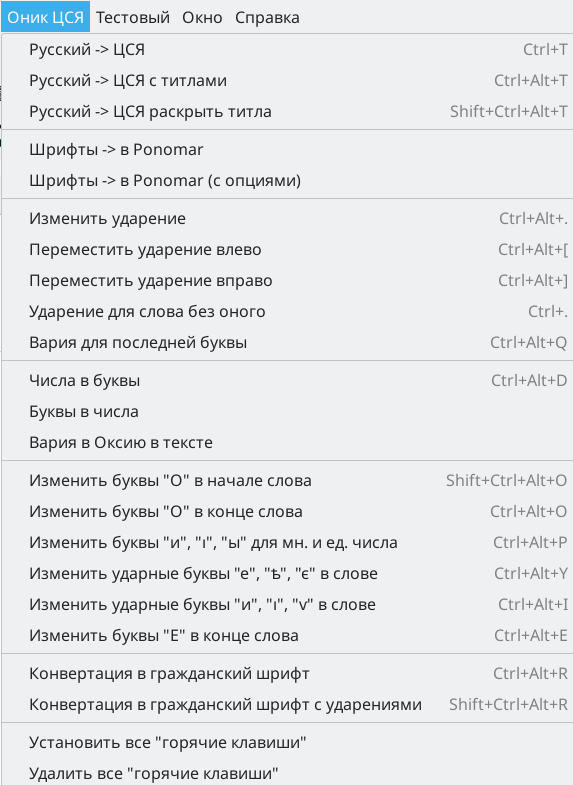 Оник ЦСЯ Тестовый Окно Справка
Русский -> ЦСЯ Ctrl+T
Русский -> ЦСЯ с титлами Ctrl+Alt+T
Русский -> ЦСЯ раскрыть титла Shift+Ctrl+Alt+T
Шрифты -> в Ponomar
Шрифты -> в Ponomar (с опциями)
Изменить ударение Ctrl+Alt+.
Переместить ударение влево Ctrl+Alt+[
Переместить ударение вправо Ctrl+Alt+]
Ударение для слова без оного Ctrl+.
Вария для последней буквы Ctrl+Alt+Q
Числа в буквы Ctrl+Alt+D
Буквы в числа
Вария в Оксию в тексте
Изменить буквы "О" в начале слова Shift+Ctrl+Alt+O
Изменить буквы "О" в конце слова Ctrl+Alt+O
Изменить буквы "и", "ı", "ы" для мн. и ед. числа Ctrl+Alt+P
Изменить ударные буквы "е", "ѣ", "є" в слове Ctrl+Alt+Y
Изменить ударные буквы "и", "ı", "ѵ" в слове Ctrl+Alt+I
Изменить буквы "Е" в конце слова Ctrl+Alt+E
Конвертация в гражданский шрифт Ctrl+Alt+R
Конвертация в гражданский шрифт с ударениями Shift+Ctrl+Alt+R
Установить все "горячие клавиши"
Удалить все "горячие клавиши"